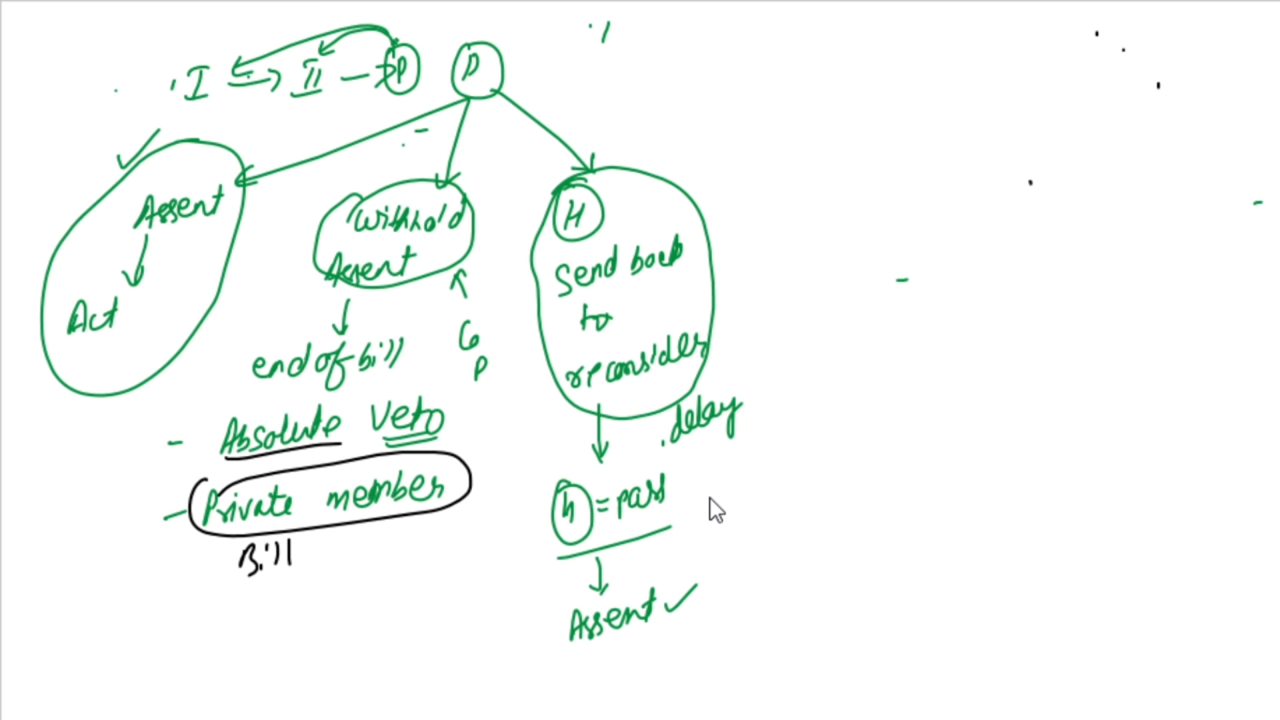 I ⇌ II → P P
Assent
↓
Act
Withhold
Assent
↓
end of bill
G
P
- Absolute Veto
- Private member
Bill
H
Send back
to
reconsider
delay
h = pass
↓
Assent ✓